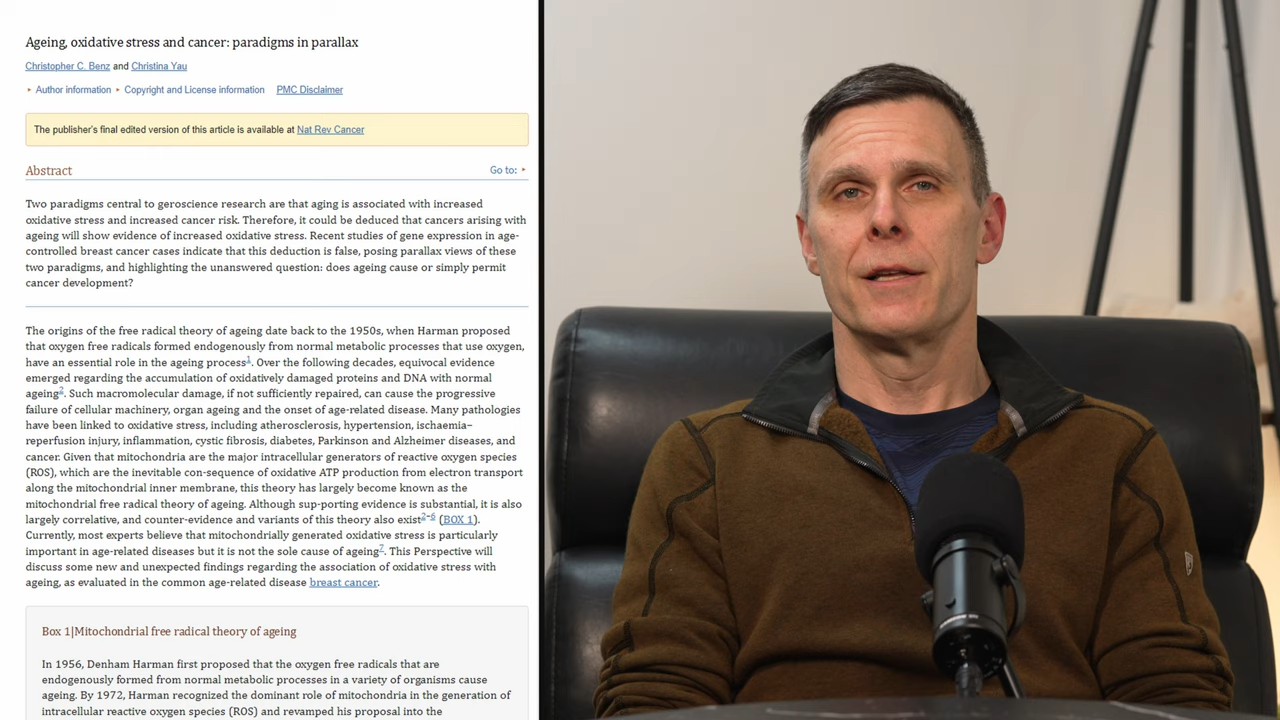 Ageing, oxidative stress and cancer: paradigms in parallax
Christopher C. Benz and Christina Yau
▸ Author information ▸ Copyright and License information PMC Disclaimer
The publisher's final edited version of this article is available at Nat Rev Cancer
Abstract
Go to: ▸
Two paradigms central to geroscience research are that aging is associated with increased
oxidative stress and increased cancer risk. Therefore, it could be deduced that cancers arising with
ageing will show evidence of increased oxidative stress. Recent studies of gene expression in age-
controlled breast cancer cases indicate that this deduction is false, posing parallax views of these
two paradigms, and highlighting the unanswered question: does ageing cause or simply permit
cancer development?
The origins of the free radical theory of ageing date back to the 1950s, when Harman proposed
that oxygen free radicals formed endogenously from normal metabolic processes that use oxygen,
have an essential role in the ageing process1. Over the following decades, equivocal evidence
emerged regarding the accumulation of oxidatively damaged proteins and DNA with normal
ageing2. Such macromolecular damage, if not sufficiently repaired, can cause the progressive
failure of cellular machinery, organ ageing and the onset of age-related disease. Many pathologies
have been linked to oxidative stress, including atherosclerosis, hypertension, ischaemia–
reperfusion injury, inflammation, cystic fibrosis, diabetes, Parkinson and Alzheimer diseases, and
cancer. Given that mitochondria are the major intracellular generators of reactive oxygen species
(ROS), which are the inevitable con-sequence of oxidative ATP production from electron transport
along the mitochondrial inner membrane, this theory has largely become known as the
mitochondrial free radical theory of ageing. Although sup-porting evidence is substantial, it is also
largely correlative, and counter-evidence and variants of this theory also exist2–6 (BOX 1).
Currently, most experts believe that mitochondrially generated oxidative stress is particularly
important in age-related diseases but it is not the sole cause of ageing7. This Perspective will
discuss some new and unexpected findings regarding the association of oxidative stress with
ageing, as evaluated in the common age-related disease breast cancer.
Box 1|Mitochondrial free radical theory of ageing
In 1956, Denham Harman first proposed that the oxygen free radicals that are
endogenously formed from normal metabolic processes in a variety of organisms cause
ageing. By 1972, Harman recognized the dominant role of mitochondria in the generation of
intracellular reactive oxygen species (ROS) and revamped his proposal into the